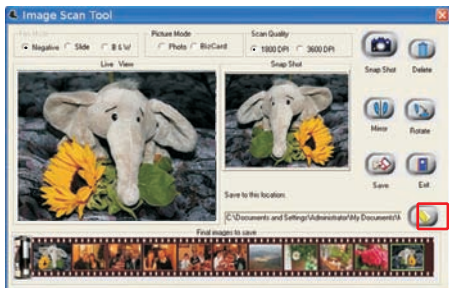 Image Scan Tool
Picture Mode
Scan Quality
Negative Slide B & W
Photo BizCard
1800 DPI 3600 DPI
Live View
Snap Shot
Snap Shot Delete
Mirror Rotate
Save Exit
Save to this location:
C:\Documents and Settings\Administrator\My Documents\
Final images to save